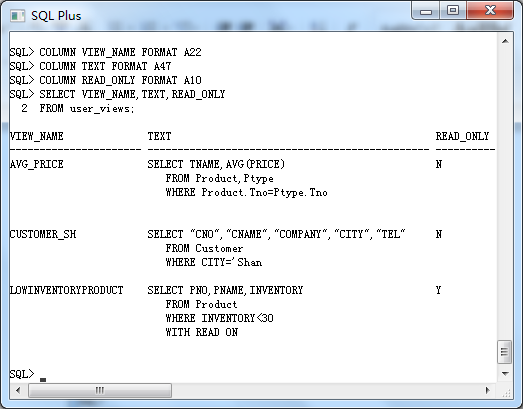 SQL Plus
SQL> COLUMN VIEW_NAME FORMAT A22
SQL> COLUMN TEXT FORMAT A47
SQL> COLUMN READ_ONLY FORMAT A10
SQL> SELECT VIEW_NAME,TEXT,READ_ONLY
2 FROM user_views;
VIEW_NAME TEXT READ_ONLY
---------------------- ----------------------------------------------- ----------
AVG_PRICE SELECT TNAME,AVG(PRICE) N
FROM Product,Ptype
WHERE Product.Tno=Ptype.Tno
CUSTOMER_SH SELECT "CNO","CNAME","COMPANY","CITY","TEL" N
FROM Customer
WHERE CITY='Shan
LOWINVENTORYPRODUCT SELECT PNO,PNAME,INVENTORY Y
FROM Product
WHERE INVENTORY<30
WITH READ ON
SQL>